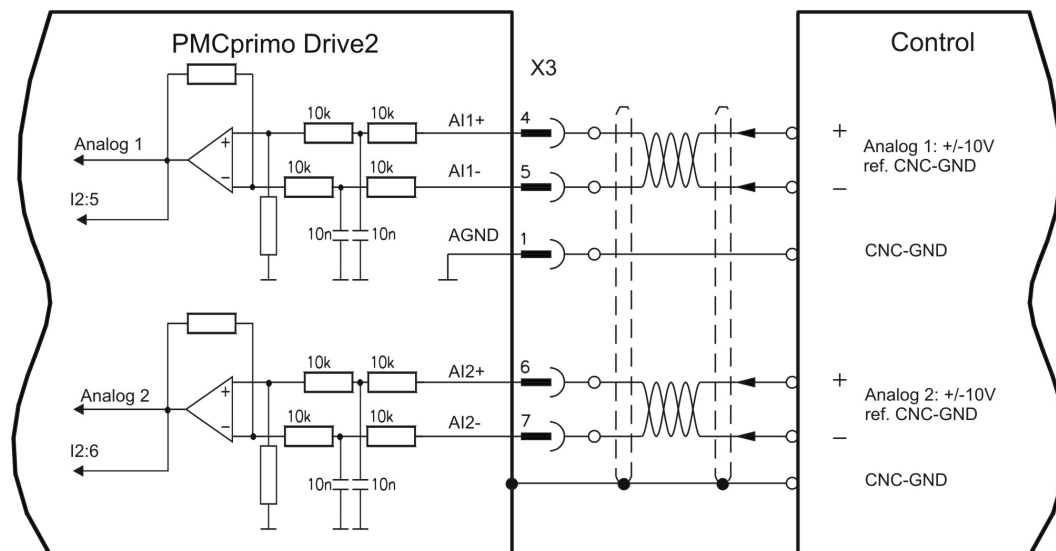 PMCprimo Drive2
X3
Control
10k
10k
AI1+
4
+
Analog 1
+
–
Analog 1: +/-10V
ref. CNC-GND
10k
10k
AI1-
5
–
I2:5
10n
10n
AGND
1
CNC-GND
10k
10k
AI2+
6
+
Analog 2
+
–
Analog 2: +/-10V
ref. CNC-GND
10k
10k
AI2-
7
–
I2:6
10n
10n
CNC-GND